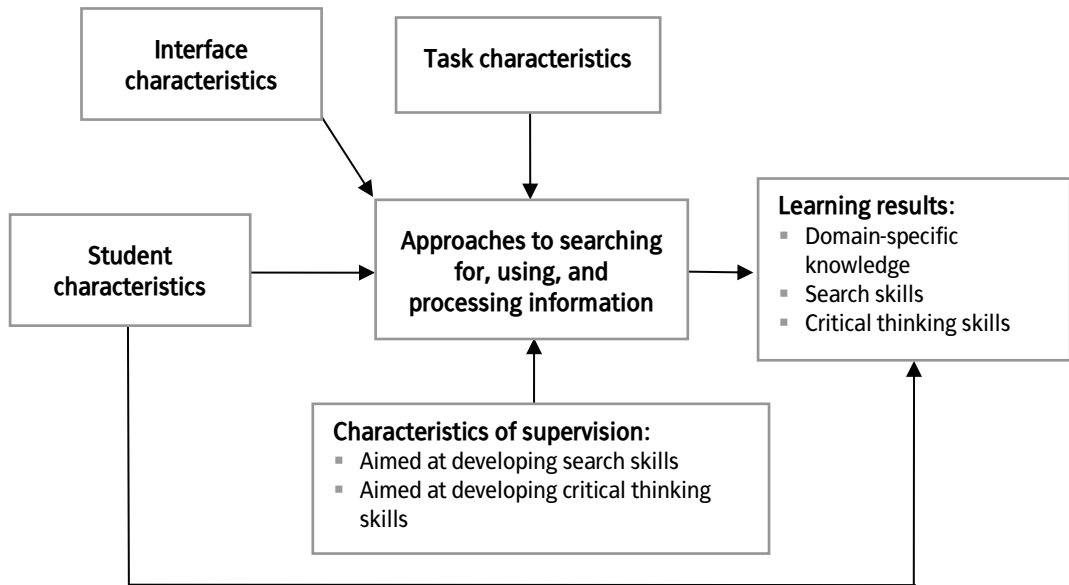 Interface
characteristics
Task characteristics
Student
characteristics
Approaches to searching
for, using, and
processing information
Learning results:
▪ Domain-specific
knowledge
▪ Search skills
▪ Critical thinking skills
Characteristics of supervision:
▪ Aimed at developing search skills
▪ Aimed at developing critical thinking
skills